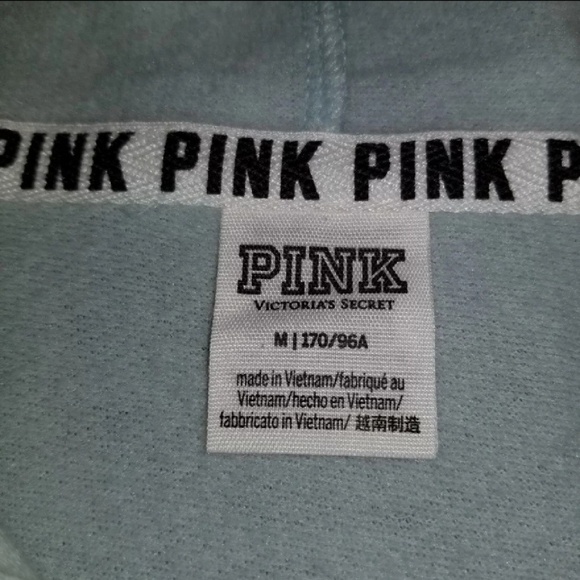 PINK PINK PINK P
PINK
VICTORIA'S SECRET
M | 170/96A
made in Vietnam/fabriqué au
Vietnam/hecho en Vietnam/
fabbricato in Vietnam/ 越南制造